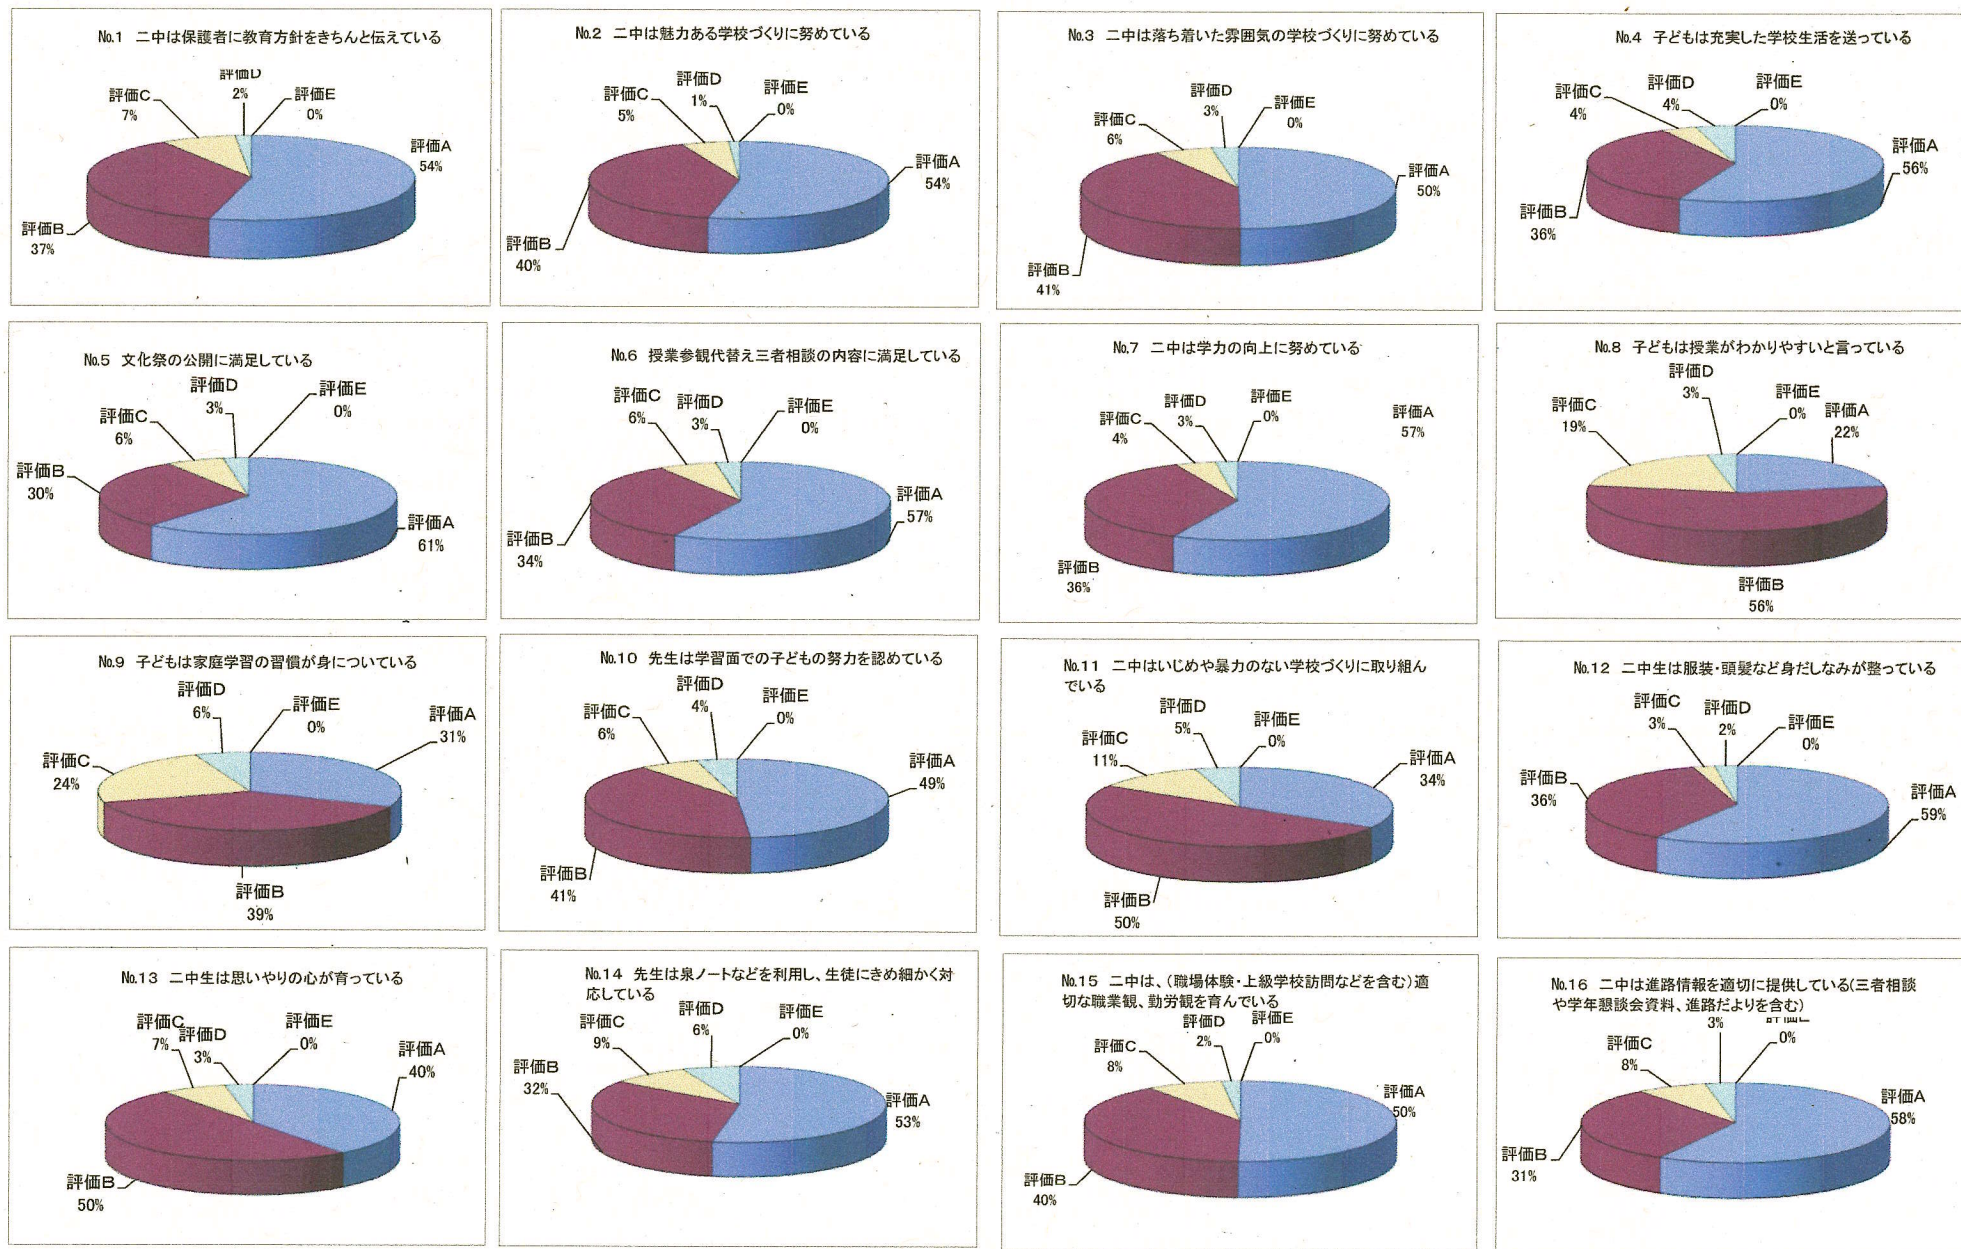 №1 二中は保護者に教育方針をきちんと伝えている
評価D
2%
評価C
7%
評価E
0%
評価A
54%
評価B
37%
№2 二中は魅力ある学校づくりに努めている
評価D
1%
評価E
0%
評価C
5%
評価A
54%
評価B
40%
№3 二中は落ち着いた雰囲気の学校づくりに努めている
評価D
3%
評価E
0%
評価C
6%
評価A
50%
評価B
41%
№4 子どもは充実した学校生活を送っている
評価D
4%
評価E
0%
評価C
4%
評価A
56%
評価B
36%
№5 文化祭の公開に満足している
評価D
3%
評価E
0%
評価C
6%
評価B
30%
評価A
61%
№6 授業参観代替え三者相談の内容に満足している
評価C
6%
評価D
3%
評価E
0%
評価A
57%
評価B
34%
№7 二中は学力の向上に努めている
評価D
3%
評価E
0%
評価C
4%
評価A
57%
評価B
36%
№8 子どもは授業がわかりやすいと言っている
評価D
3%
評価E
0%
評価C
19%
評価A
22%
評価B
56%
№9 子どもは家庭学習の習慣が身についている
評価D
6%
評価E
0%
評価A
31%
評価C
24%
評価B
39%
№10 先生は学習面での子どもの努力を認めている
評価D
4%
評価E
0%
評価C
6%
評価A
49%
評価B
41%
№11 二中はいじめや暴力のない学校づくりに取り組ん
でいる
評価D
5%
評価E
0%
評価C
11%
評価A
34%
評価B
50%
№12 二中生は服装・頭髪など身だしなみが整っている
評価C
3%
評価D
2%
評価E
0%
評価B
36%
評価A
59%
№13 二中生は思いやりの心が育っている
評価C
7%
評価D
3%
評価E
0%
評価A
40%
評価B
50%
№14 先生は泉ノートなどを利用し、生徒にきめ細かく対
応している
評価D
6%
評価E
0%
評価C
9%
評価B
32%
評価A
53%
№15 二中は、(職場体験・上級学校訪問などを含む)適
切な職業観、勤労観を育んでいる
評価D
2%
評価E
0%
評価C
8%
評価A
50%
評価B
40%
№16 二中は進路情報を適切に提供している(三者相談
や学年懇談会資料、進路だよりを含む)
3%
0%
評価C
8%
評価A
58%
評価B
31%